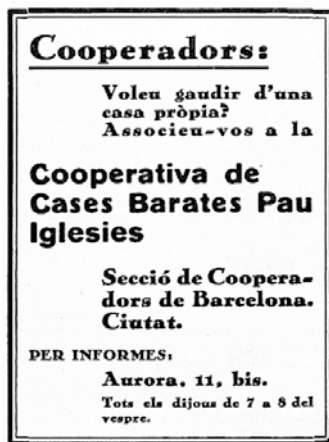 Cooperadors:
Voleu gaudir d'una
casa pròpia?
Associeu-vos a la
Cooperativa de
Cases Barates Pau
Iglesies
Secció de Coopera-
dors de Barcelona.
Ciutat.
PER INFORMES:
Aurora, 11, bis.
Tots els dijous de 7 a 8 del
vespre.